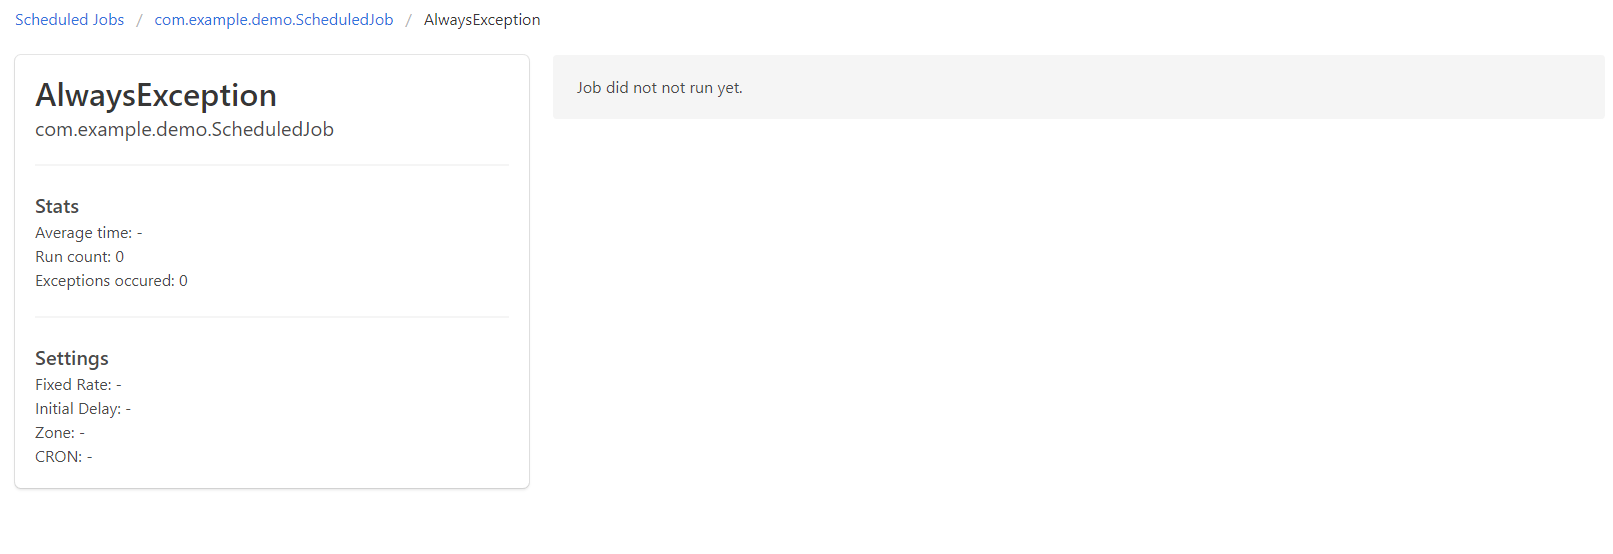 Scheduled Jobs / com.example.demo.ScheduledJob / AlwaysException
AlwaysException
com.example.demo.ScheduledJob
Stats
Average time: -
Run count: 0
Exceptions occured: 0
Settings
Fixed Rate: -
Initial Delay: -
Zone: -
CRON: -
Job did not not run yet.